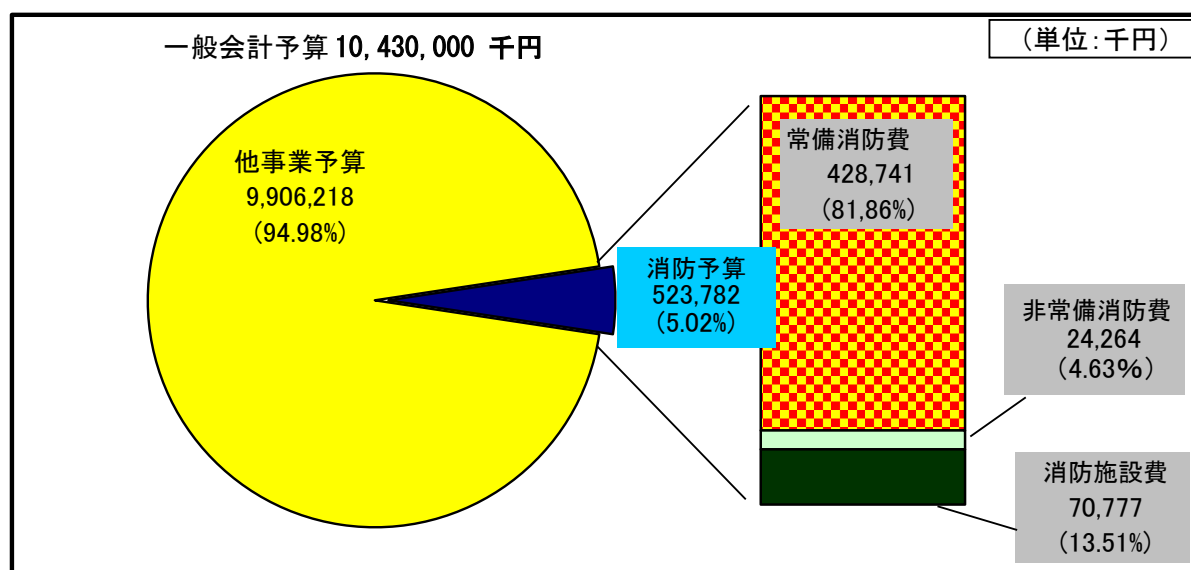 一般会計予算 10,430,000 千円
(単位:千円)
他事業予算
9,906,218
(94.98%)
消防予算
523,782
(5.02%)
常備消防費
428,741
(81,86%)
非常備消防費
24,264
(4.63%)
消防施設費
70,777
(13.51%)